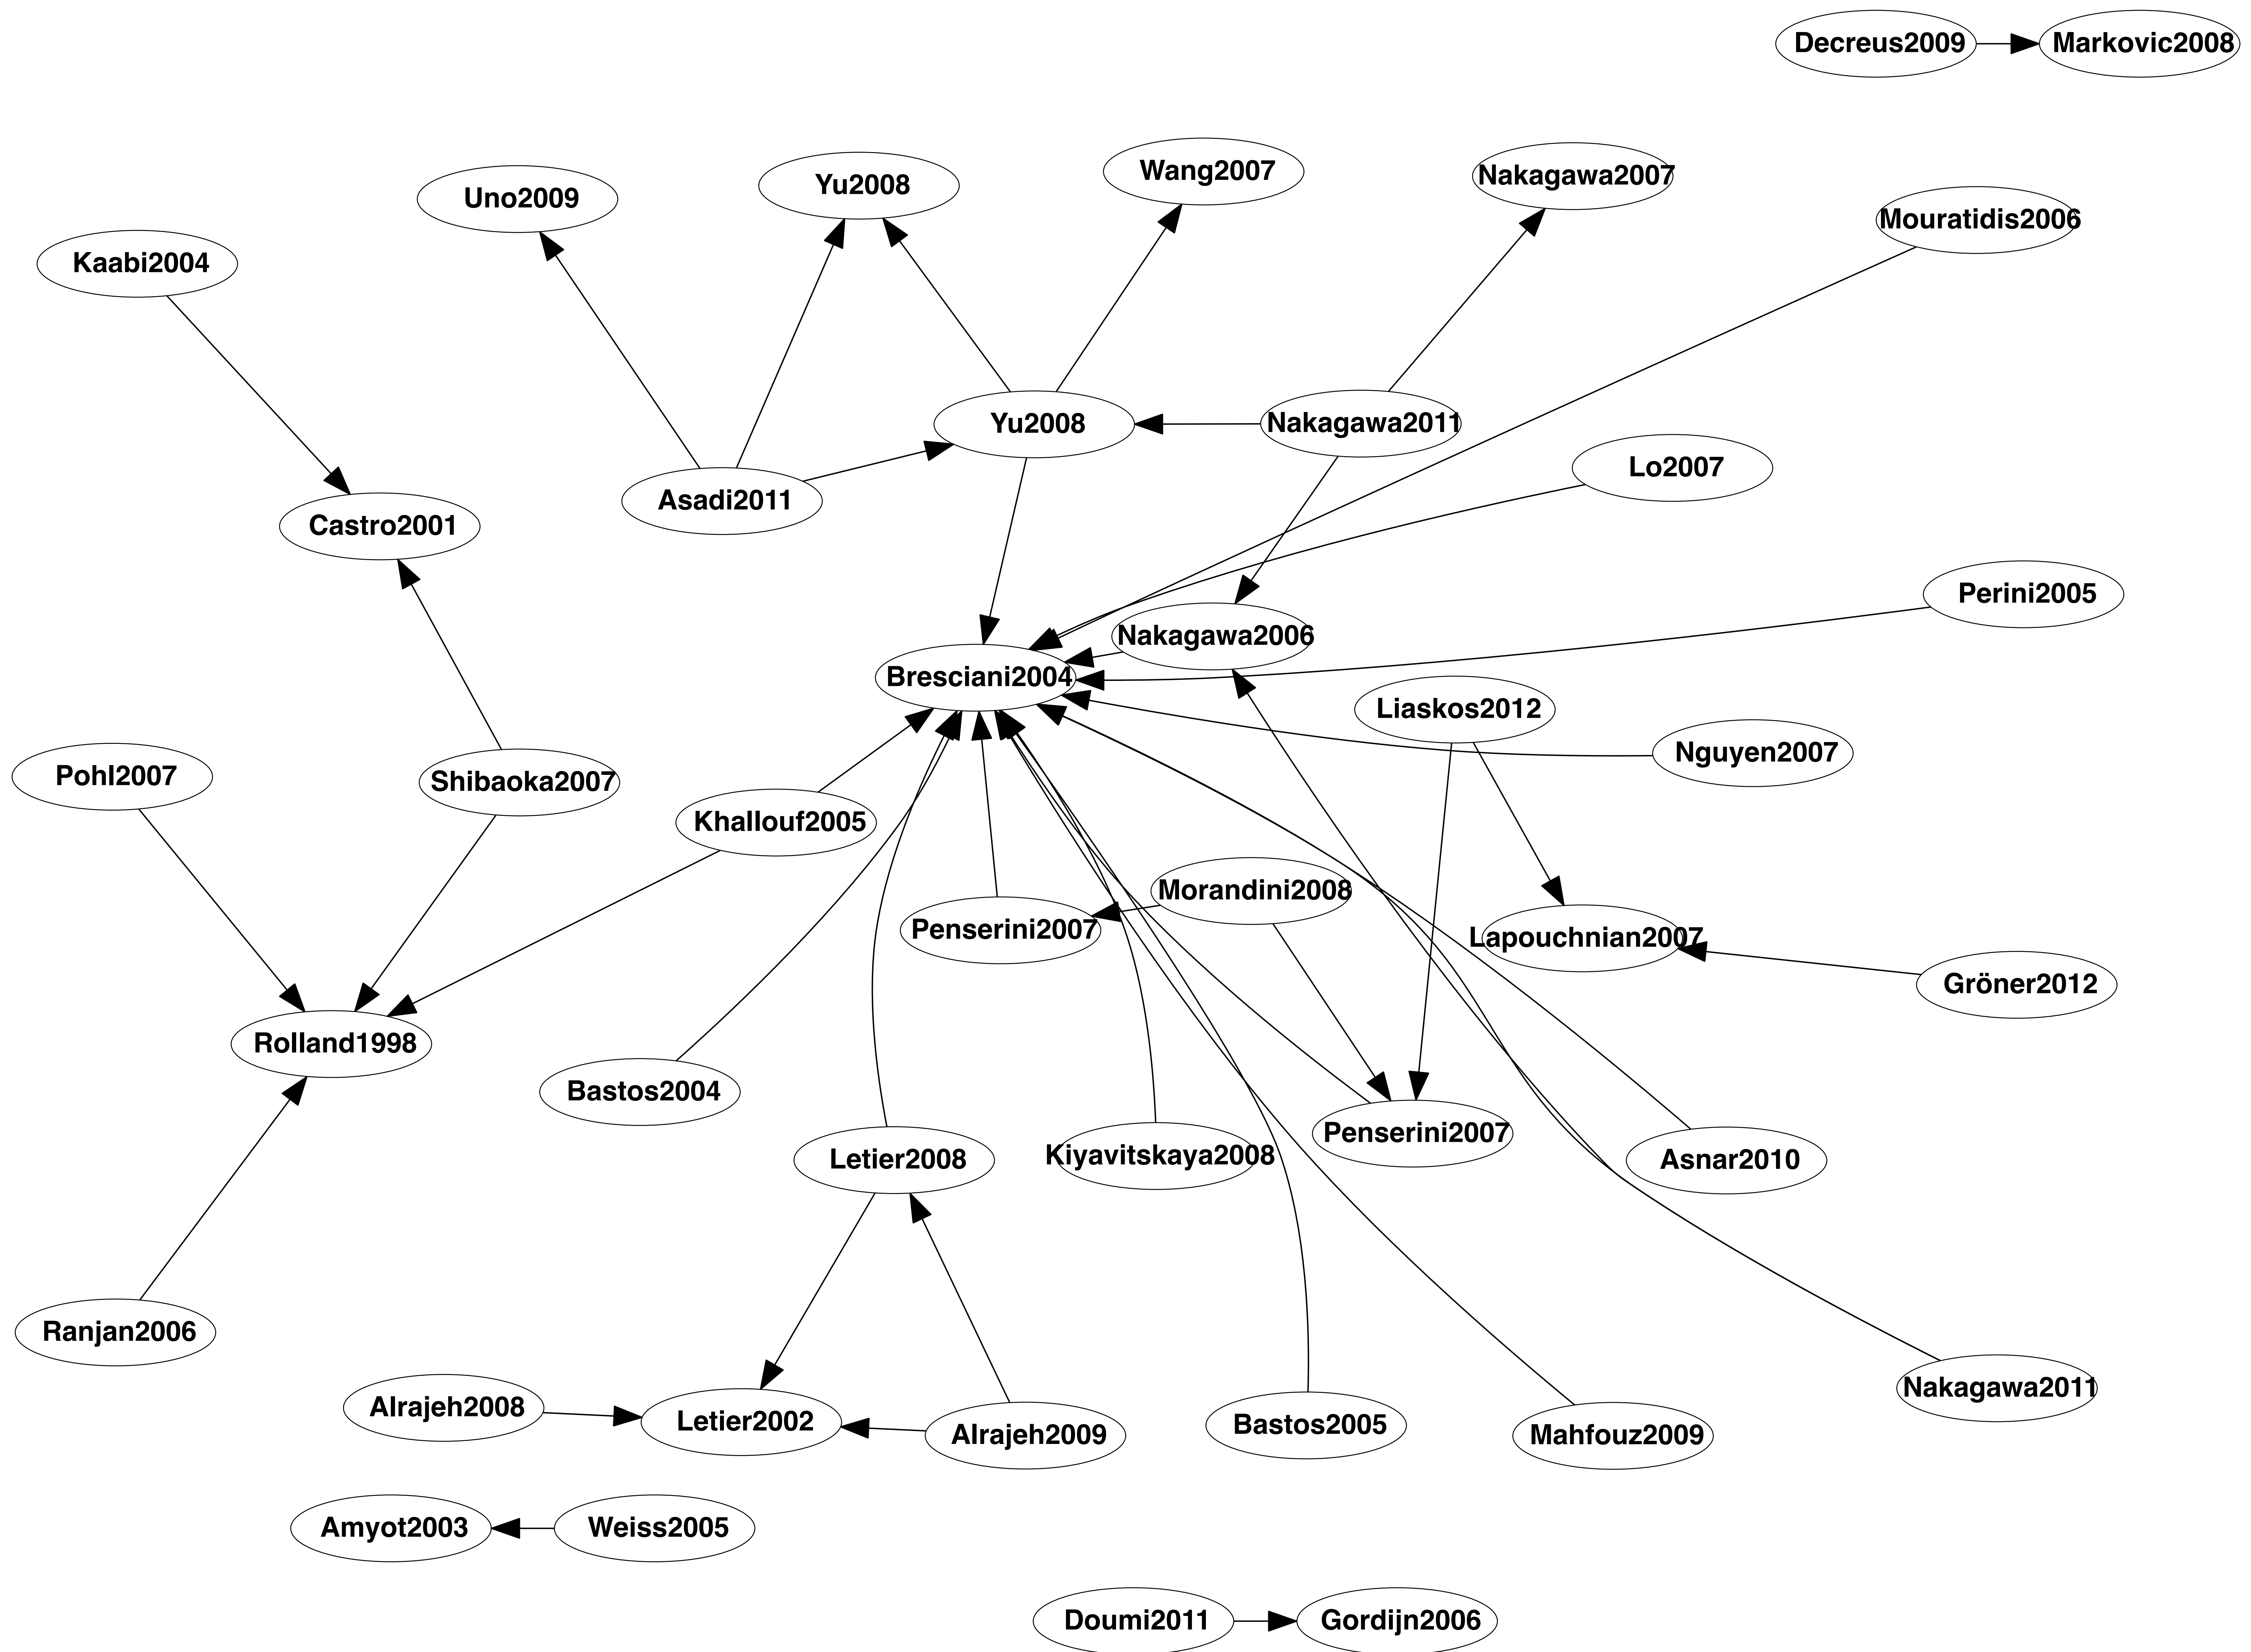 Decreus2009
Markovic2008
Wang2007
Nakagawa2007
Yu2008
Uno2009
Mouratidis2006
Kaabi2004
Yu2008
Nakagawa2011
Lo2007
Asadi2011
Castro2001
Perini2005
Nakagawa2006
Bresciani2004
Liaskos2012
Nguyen2007
Pohl2007
Shibaoka2007
Khallouf2005
Morandini2008
Penserini2007
Lapouchnian2007
Gröner2012
Rolland1998
Bastos2004
Penserini2007
Kiyavitskaya2008
Letier2008
Asnar2010
Ranjan2006
Nakagawa2011
Alrajeh2008
Letier2002
Bastos2005
Alrajeh2009
Mahfouz2009
Amyot2003
Weiss2005
Doumi2011
Gordijn2006